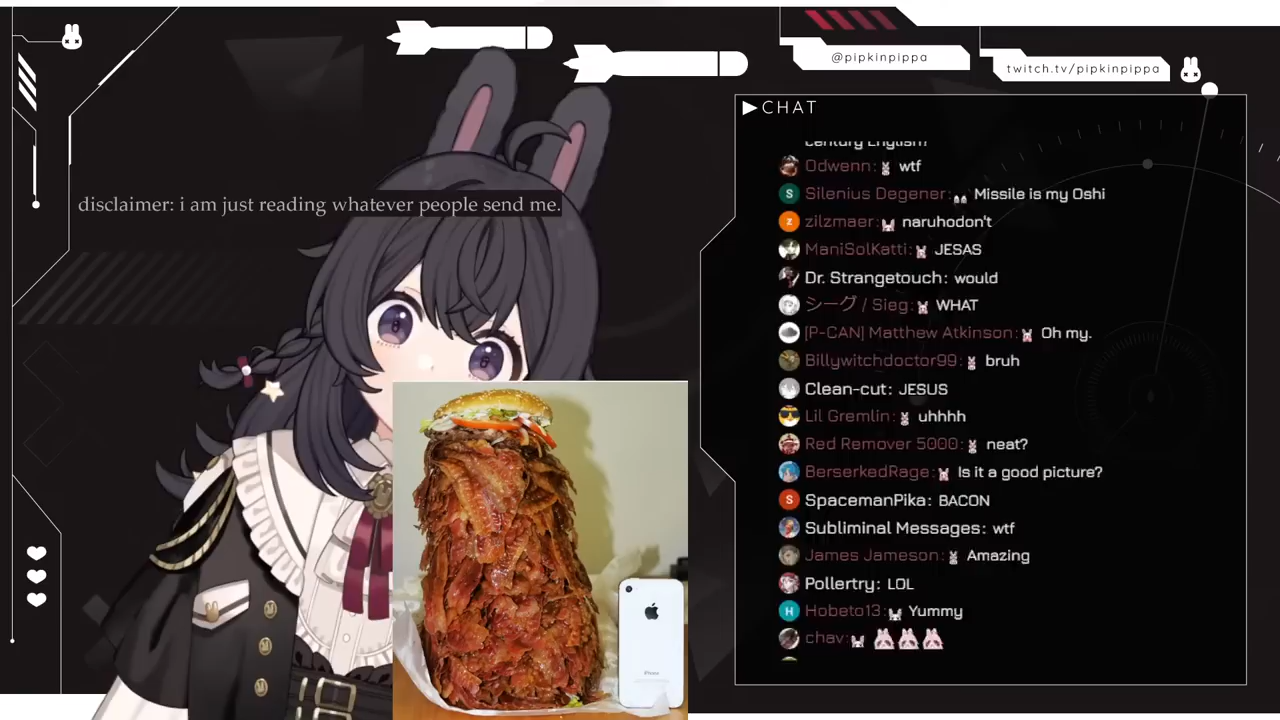 @pipkinpippa
twitch.tv/pipkinpippa
▶CHAT
disclaimer: i am just reading whatever people send me.
century English?
Odwenn: wtf
S Silenius Degener: Missile is my Oshi
z zilzmaer: naruhodon't
ManiSolKatti: JESAS
Dr. Strangetouch: would
シーグ / Sieg: WHAT
[P-CAN] Matthew Atkinson: Oh my.
Billywitchdoctor99: bruh
Clean-cut: JESUS
Lil Gremlin: uhhhh
Red Remover 5000: neat?
BerserkedRage: Is it a good picture?
S SpacemanPika: BACON
Subliminal Messages: wtf
James Jameson: Amazing
Pollertry: LOL
H Hobeto13: Yummy
chav:
iPhone